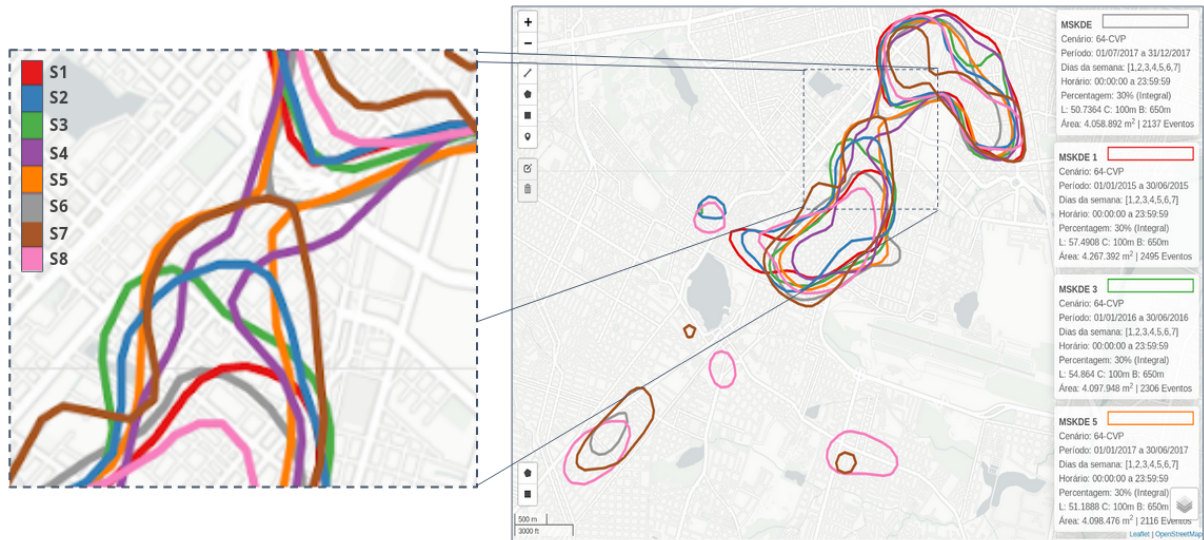 S1
S2
S3
S4
S5
S6
S7
S8
+
−
500 m
3000 ft
MSKDE
Cenário: 64-CVP
Período: 01/07/2017 a 31/12/2017
Dias da semana: [1,2,3,4,5,6,7]
Horário: 00:00:00 a 23:59:59
Percentagem: 30% (Integral)
L: 50.7364 C: 100m B: 650m
Área: 4.058.892 m² | 2137 Eventos
MSKDE 1
Cenário: 64-CVP
Período: 01/01/2015 a 30/06/2015
Dias da semana: [1,2,3,4,5,6,7]
Horário: 00:00:00 a 23:59:59
Percentagem: 30% (Integral)
L: 57.4908 C: 100m B: 650m
Área: 4.267.392 m² | 2495 Eventos
MSKDE 3
Cenário: 64-CVP
Período: 01/01/2016 a 30/06/2016
Dias da semana: [1,2,3,4,5,6,7]
Horário: 00:00:00 a 23:59:59
Percentagem: 30% (Integral)
L: 54.864 C: 100m B: 650m
Área: 4.097.948 m² | 2306 Eventos
MSKDE 5
Cenário: 64-CVP
Período: 01/01/2017 a 30/06/2017
Dias da semana: [1,2,3,4,5,6,7]
Horário: 00:00:00 a 23:59:59
Percentagem: 30% (Integral)
L: 51.1888 C: 100m B: 650m
Área: 4.098.476 m² | 2116 Eventos
Leaflet | OpenStreetMap